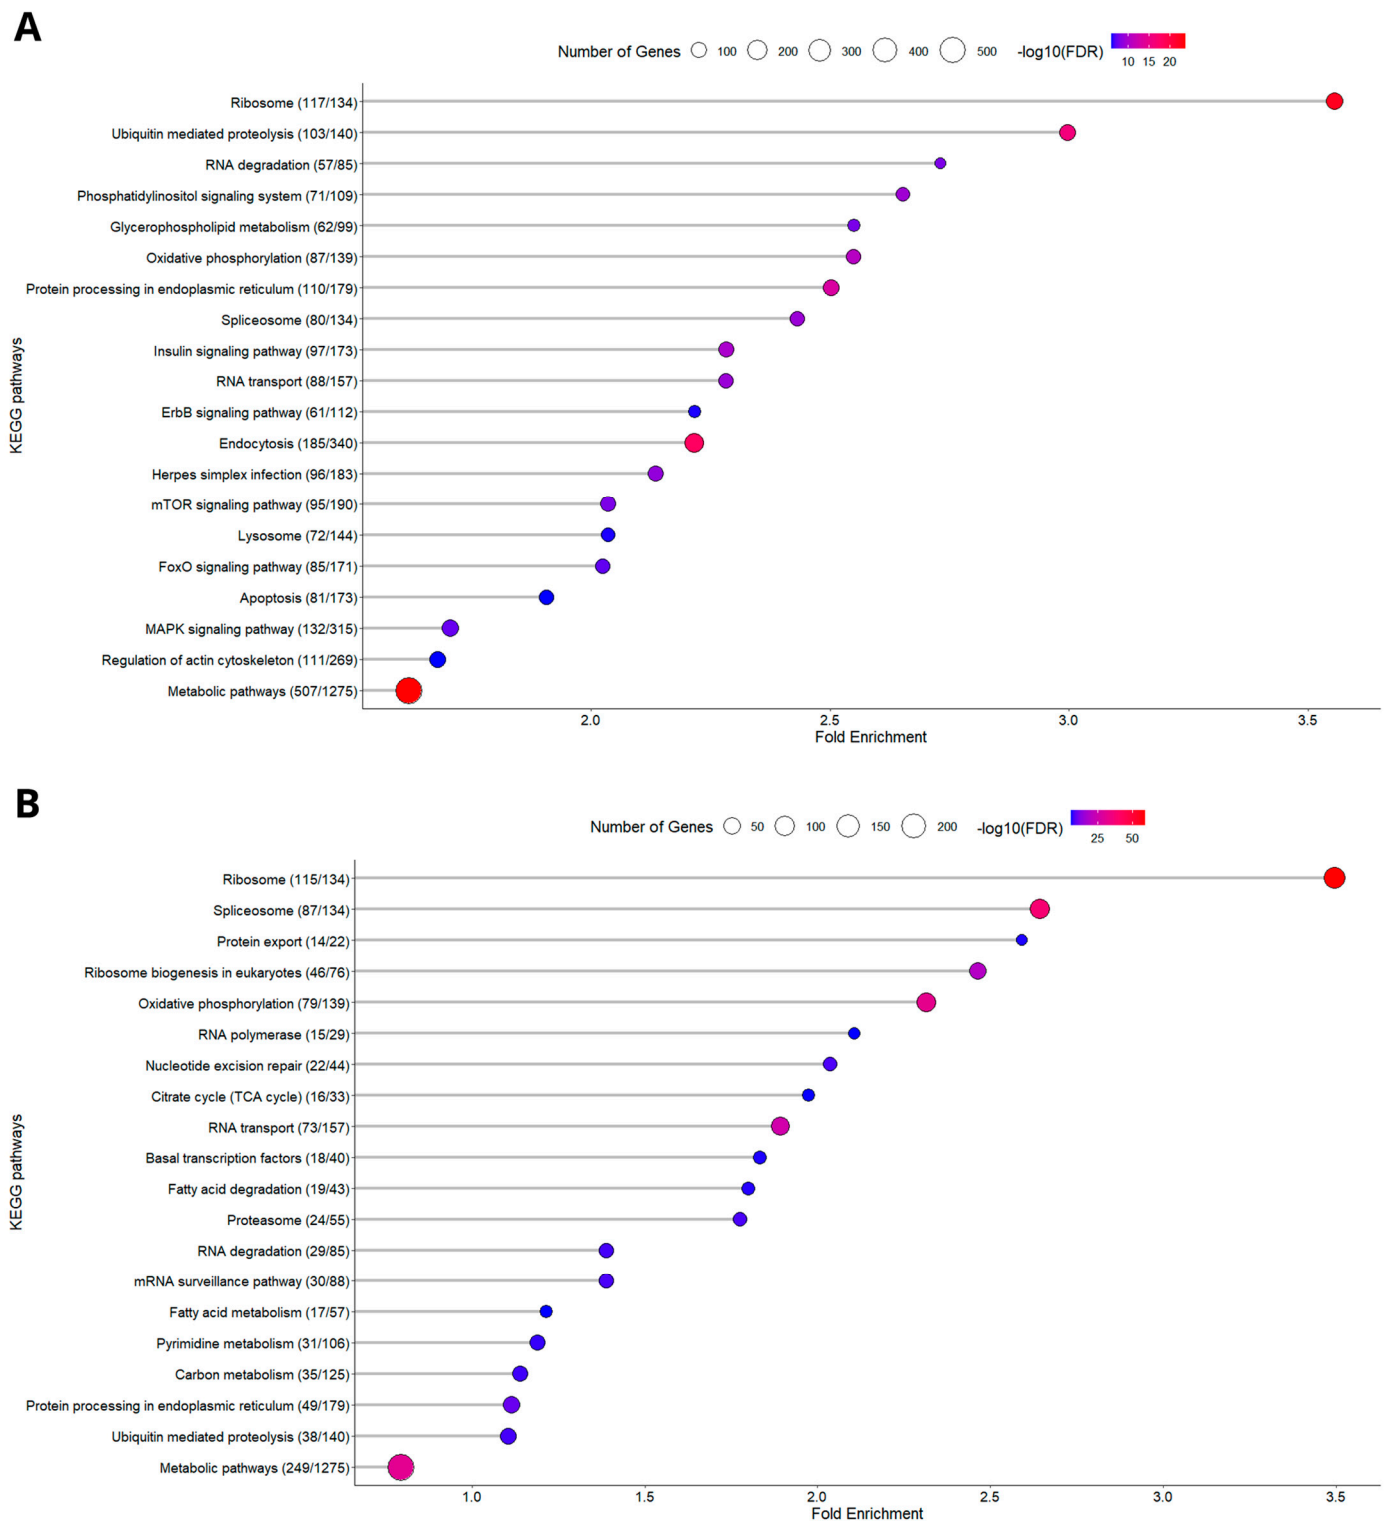 A
Number of Genes 100 200 300 400 500 -log10(FDR) 10 15 20
KEGG pathways
Ribosome (117/134)
Ubiquitin mediated proteolysis (103/140)
RNA degradation (57/85)
Phosphatidylinositol signaling system (71/109)
Glycerophospholipid metabolism (62/99)
Oxidative phosphorylation (87/139)
Protein processing in endoplasmic reticulum (110/179)
Spliceosome (80/134)
Insulin signaling pathway (97/173)
RNA transport (88/157)
ErbB signaling pathway (61/112)
Endocytosis (185/340)
Herpes simplex infection (96/183)
mTOR signaling pathway (95/190)
Lysosome (72/144)
FoxO signaling pathway (85/171)
Apoptosis (81/173)
MAPK signaling pathway (132/315)
Regulation of actin cytoskeleton (111/269)
Metabolic pathways (507/1275)
2.0 2.5 3.0 3.5
Fold Enrichment
B
Number of Genes 50 100 150 200 -log10(FDR) 25 50
KEGG pathways
Ribosome (115/134)
Spliceosome (87/134)
Protein export (14/22)
Ribosome biogenesis in eukaryotes (46/76)
Oxidative phosphorylation (79/139)
RNA polymerase (15/29)
Nucleotide excision repair (22/44)
Citrate cycle (TCA cycle) (16/33)
RNA transport (73/157)
Basal transcription factors (18/40)
Fatty acid degradation (19/43)
Proteasome (24/55)
RNA degradation (29/85)
mRNA surveillance pathway (30/88)
Fatty acid metabolism (17/57)
Pyrimidine metabolism (31/106)
Carbon metabolism (35/125)
Protein processing in endoplasmic reticulum (49/179)
Ubiquitin mediated proteolysis (38/140)
Metabolic pathways (249/1275)
1.0 1.5 2.0 2.5 3.0 3.5
Fold Enrichment